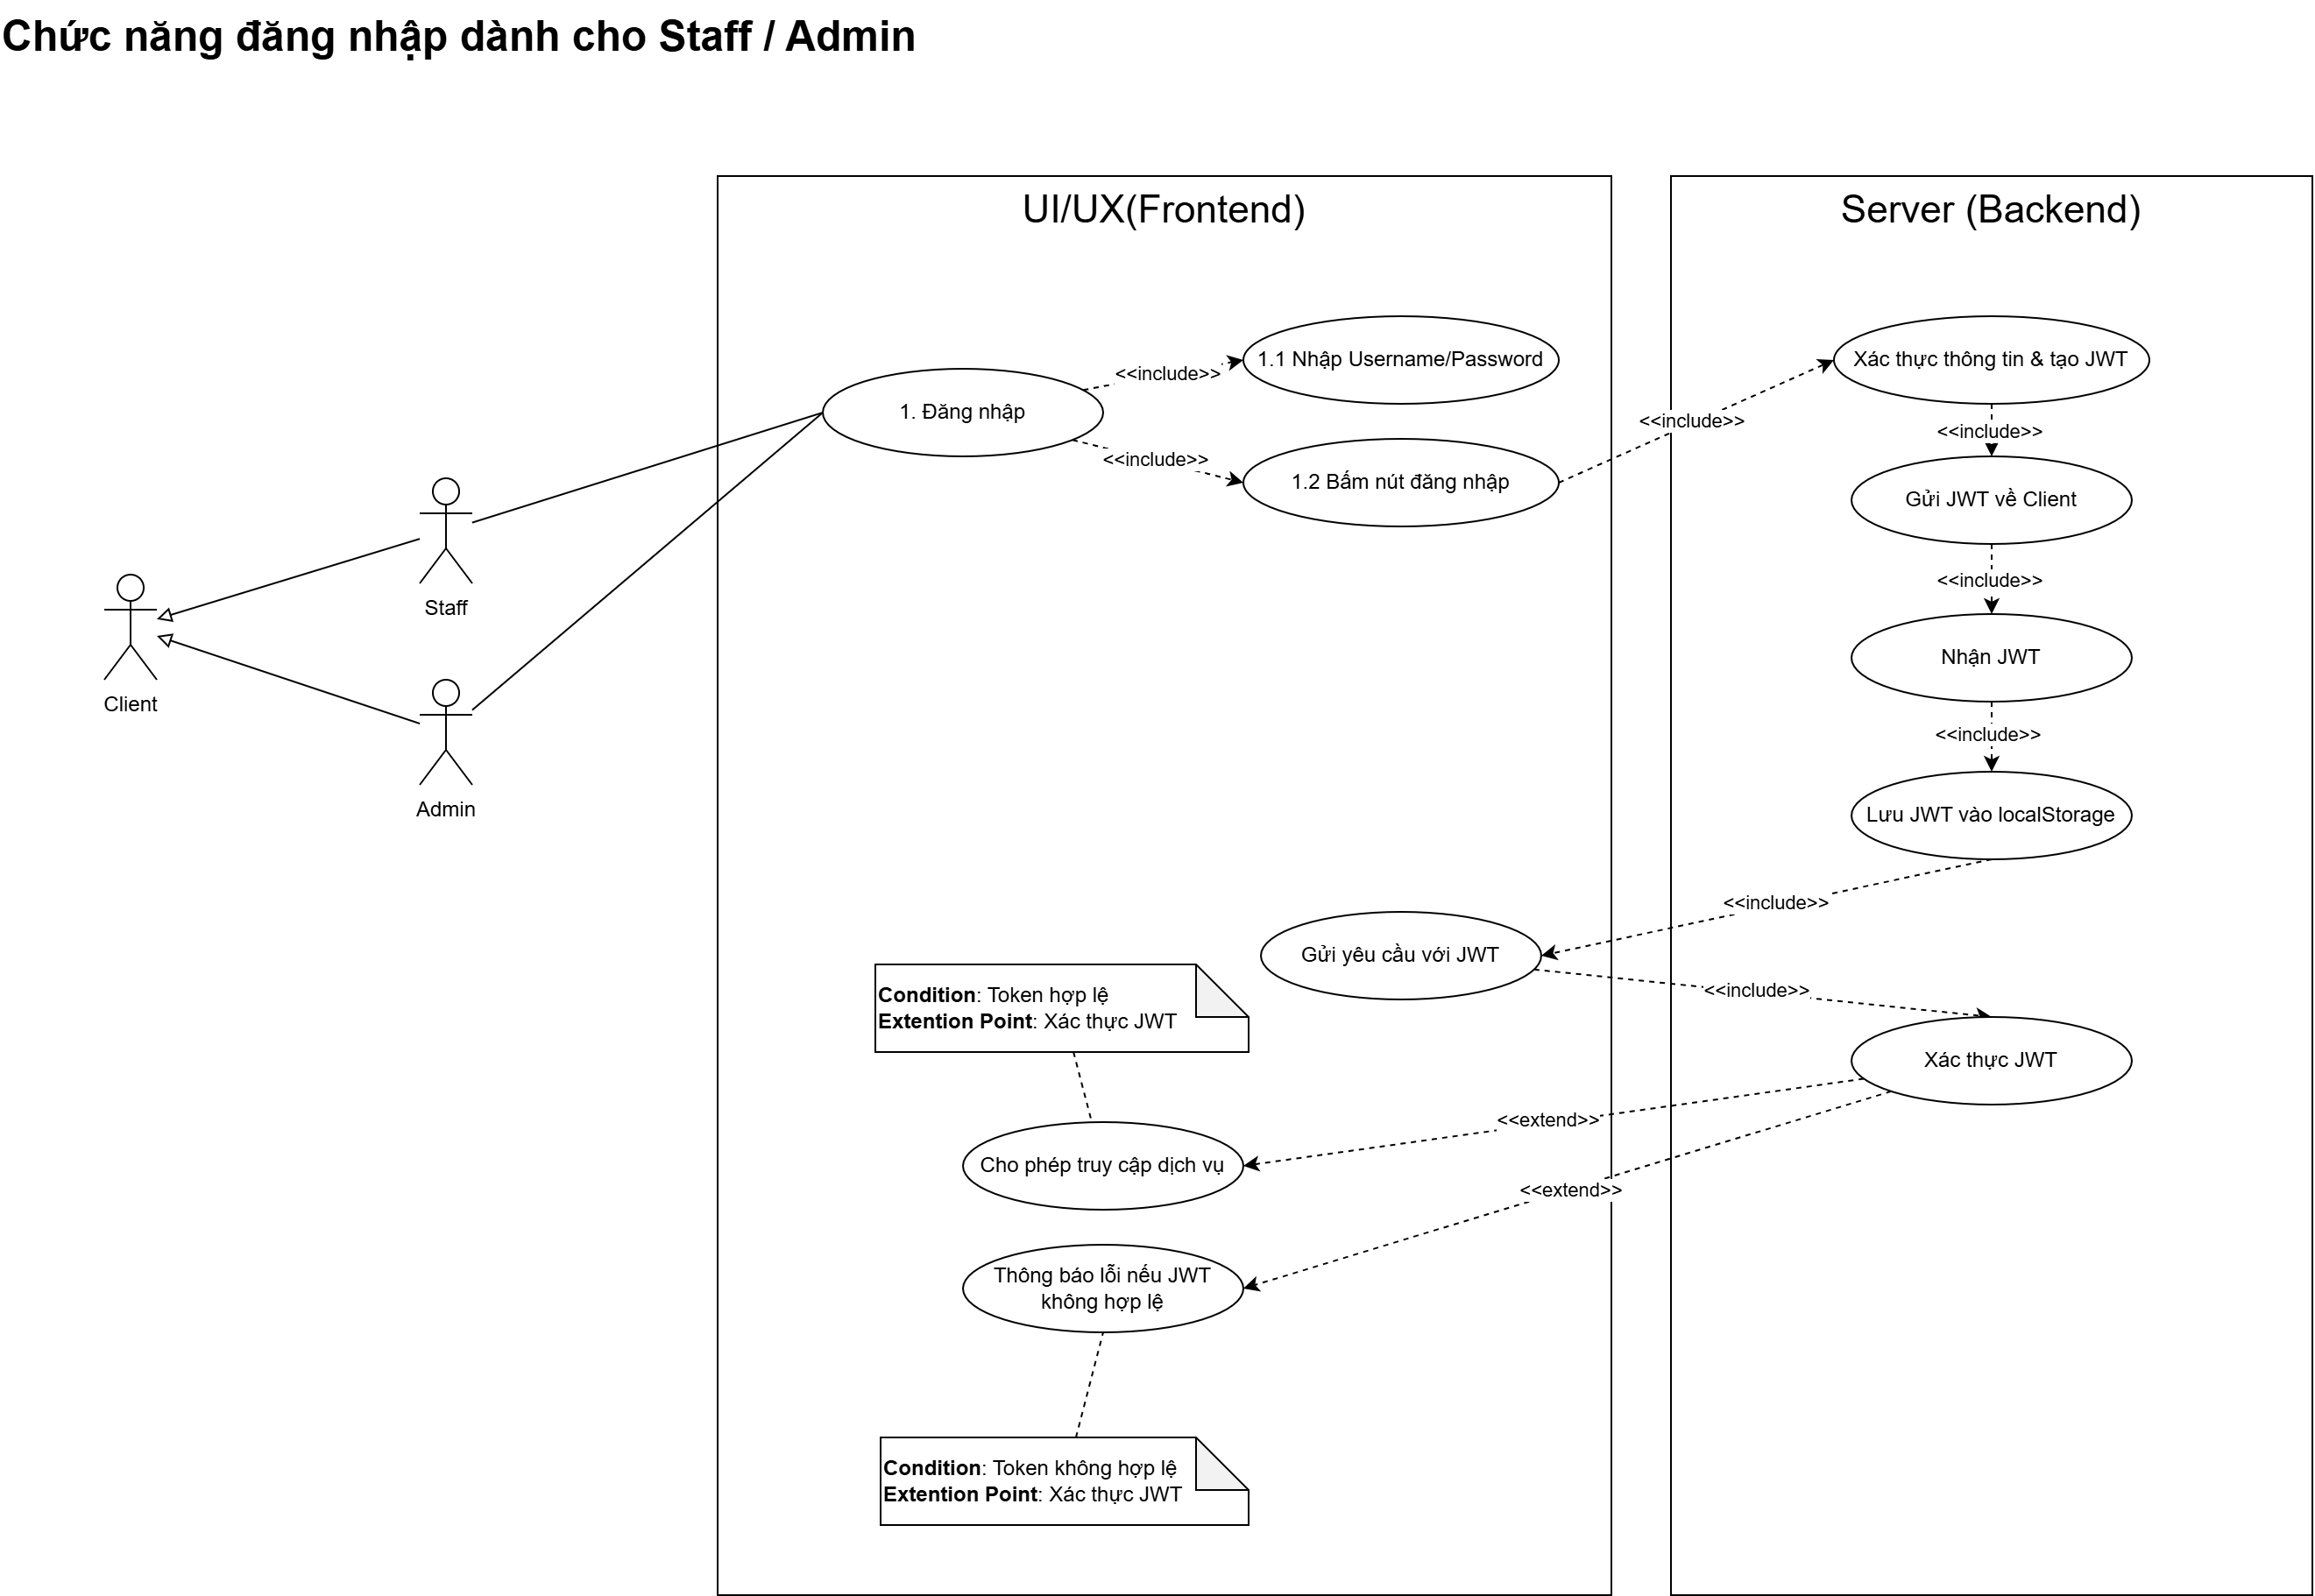 Chức năng đăng nhập dành cho Staff / Admin
UI/UX(Frontend)
Server (Backend)
1.1 Nhập Username/Password
Xác thực thông tin & tạo JWT
<<include>>
1. Đăng nhập
<<include>>
<<include>>
<<include>>
1.2 Bấm nút đăng nhập
Gửi JWT về Client
<<include>>
Staff
Nhận JWT
Client
<<include>>
Admin
Lưu JWT vào localStorage
<<include>>
Gửi yêu cầu với JWT
<<include>>
Condition: Token hợp lệ
Extention Point: Xác thực JWT
Xác thực JWT
<<extend>>
Cho phép truy cập dịch vụ
<<extend>>
Thông báo lỗi nếu JWT
không hợp lệ
Condition: Token không hợp lệ
Extention Point: Xác thực JWT